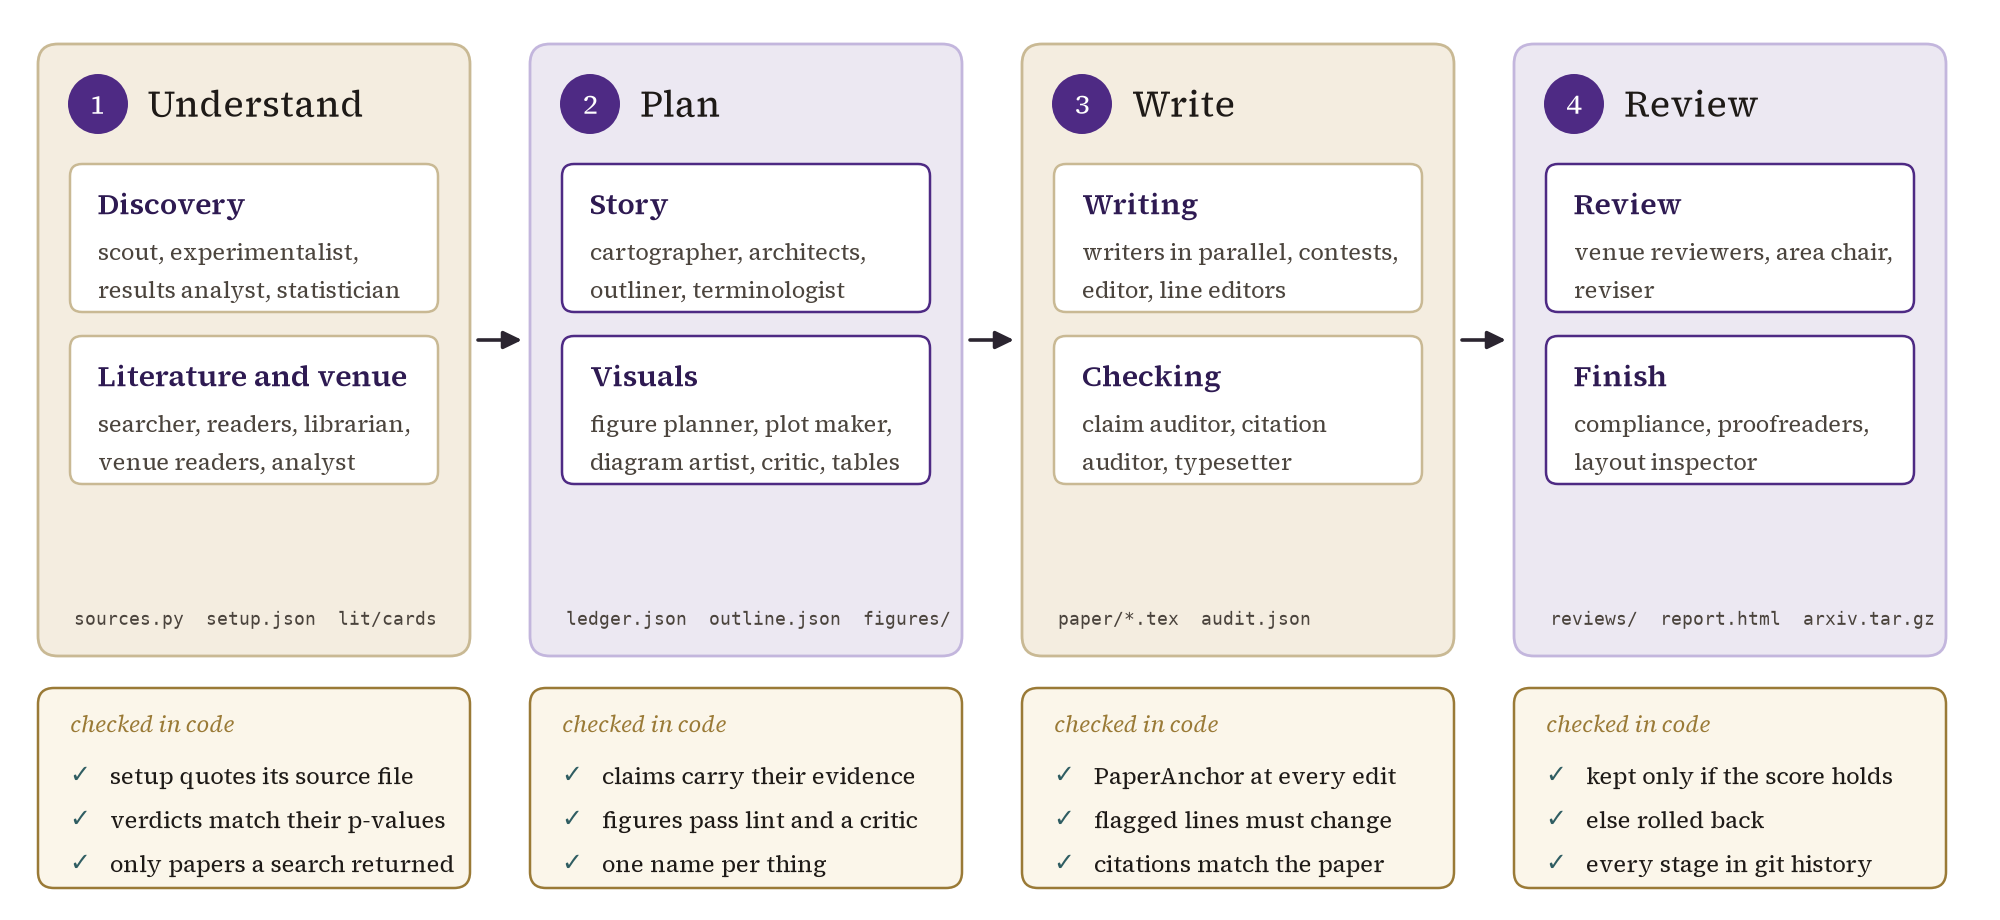 1 Understand
Discovery
scout, experimentalist,
results analyst, statistician
Literature and venue
searcher, readers, librarian,
venue readers, analyst
sources.py setup.json lit/cards
checked in code
✓ setup quotes its source file
✓ verdicts match their p-values
✓ only papers a search returned
2 Plan
Story
cartographer, architects,
outliner, terminologist
Visuals
figure planner, plot maker,
diagram artist, critic, tables
ledger.json outline.json figures/
checked in code
✓ claims carry their evidence
✓ figures pass lint and a critic
✓ one name per thing
3 Write
Writing
writers in parallel, contests,
editor, line editors
Checking
claim auditor, citation
auditor, typesetter
paper/*.tex audit.json
checked in code
✓ PaperAnchor at every edit
✓ flagged lines must change
✓ citations match the paper
4 Review
Review
venue reviewers, area chair,
reviser
Finish
compliance, proofreaders,
layout inspector
reviews/ report.html arxiv.tar.gz
checked in code
✓ kept only if the score holds
✓ else rolled back
✓ every stage in git history